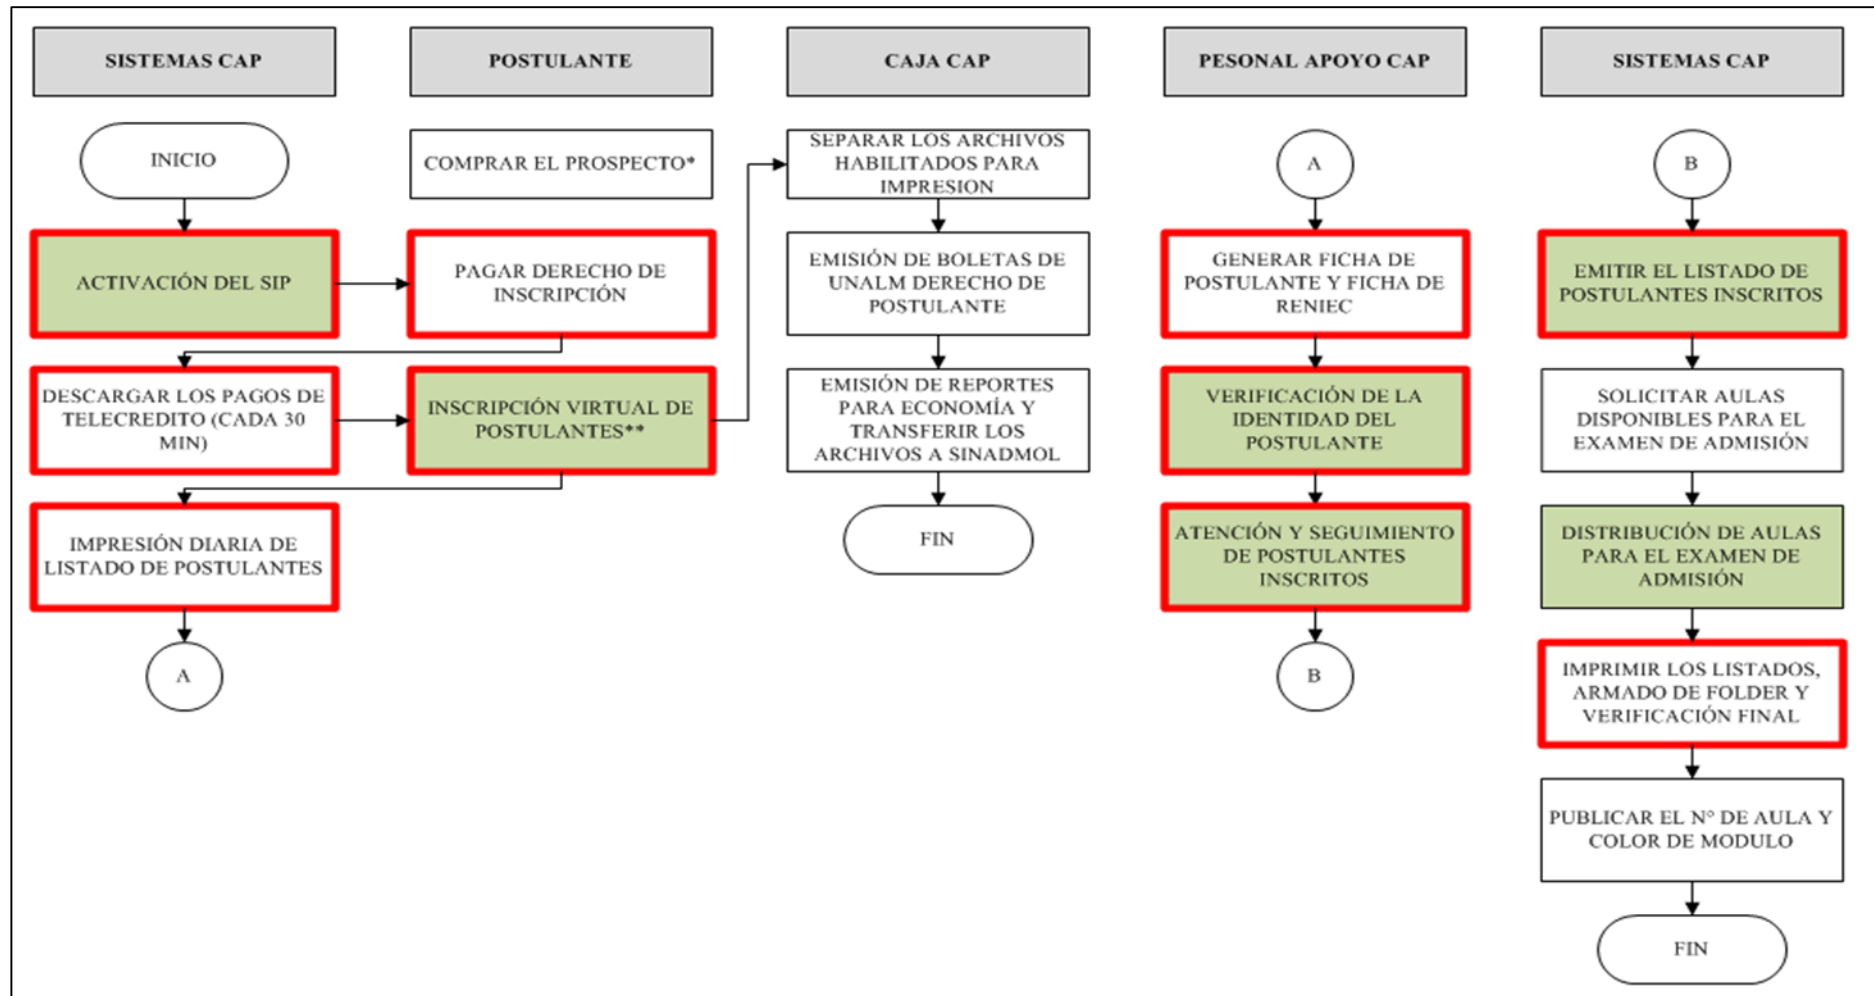 SISTEMAS CAP
POSTULANTE
CAJA CAP
PESONAL APOYO CAP
SISTEMAS CAP
INICIO
ACTIVACIÓN DEL SIP
DESCARGAR LOS PAGOS DE
TELECREDITO (CADA 30
MIN)
IMPRESIÓN DIARIA DE
LISTADO DE POSTULANTES
A
COMPRAR EL PROSPECTO*
PAGAR DERECHO DE
INSCRIPCIÓN
INSCRIPCIÓN VIRTUAL DE
POSTULANTES**
SEPARAR LOS ARCHIVOS
HABILITADOS PARA
IMPRESION
EMISIÓN DE BOLETAS DE
UNALM DERECHO DE
POSTULANTE
EMISIÓN DE REPORTES
PARA ECONOMÍA Y
TRANSFERIR LOS
ARCHIVOS A SINADMOL
FIN
A
GENERAR FICHA DE
POSTULANTE Y FICHA DE
RENIEC
VERIFICACIÓN DE LA
IDENTIDAD DEL
POSTULANTE
ATENCIÓN Y SEGUIMIENTO
DE POSTULANTES
INSCRITOS
B
B
EMITIR EL LISTADO DE
POSTULANTES INSCRITOS
SOLICITAR AULAS
DISPONIBLES PARA EL
EXAMEN DE ADMISIÓN
DISTRIBUCIÓN DE AULAS
PARA EL EXAMEN DE
ADMISIÓN
IMPRIMIR LOS LISTADOS,
ARMADO DE FOLDER Y
VERIFICACIÓN FINAL
PUBLICAR EL N° DE AULA Y
COLOR DE MODULO
FIN